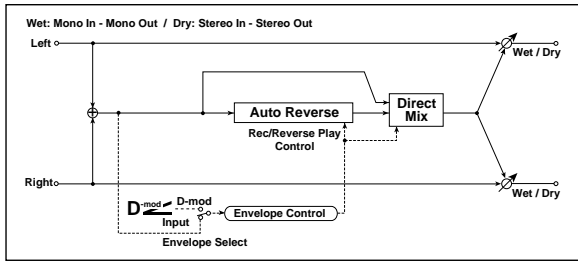 Wet: Mono In - Mono Out / Dry: Stereo In - Stereo Out
Left
Wet / Dry
Auto Reverse
Direct
Mix
Rec/Reverse Play
Control
Right
Wet / Dry
D-mod
D-mod
Input
Envelope Control
Envelope Select